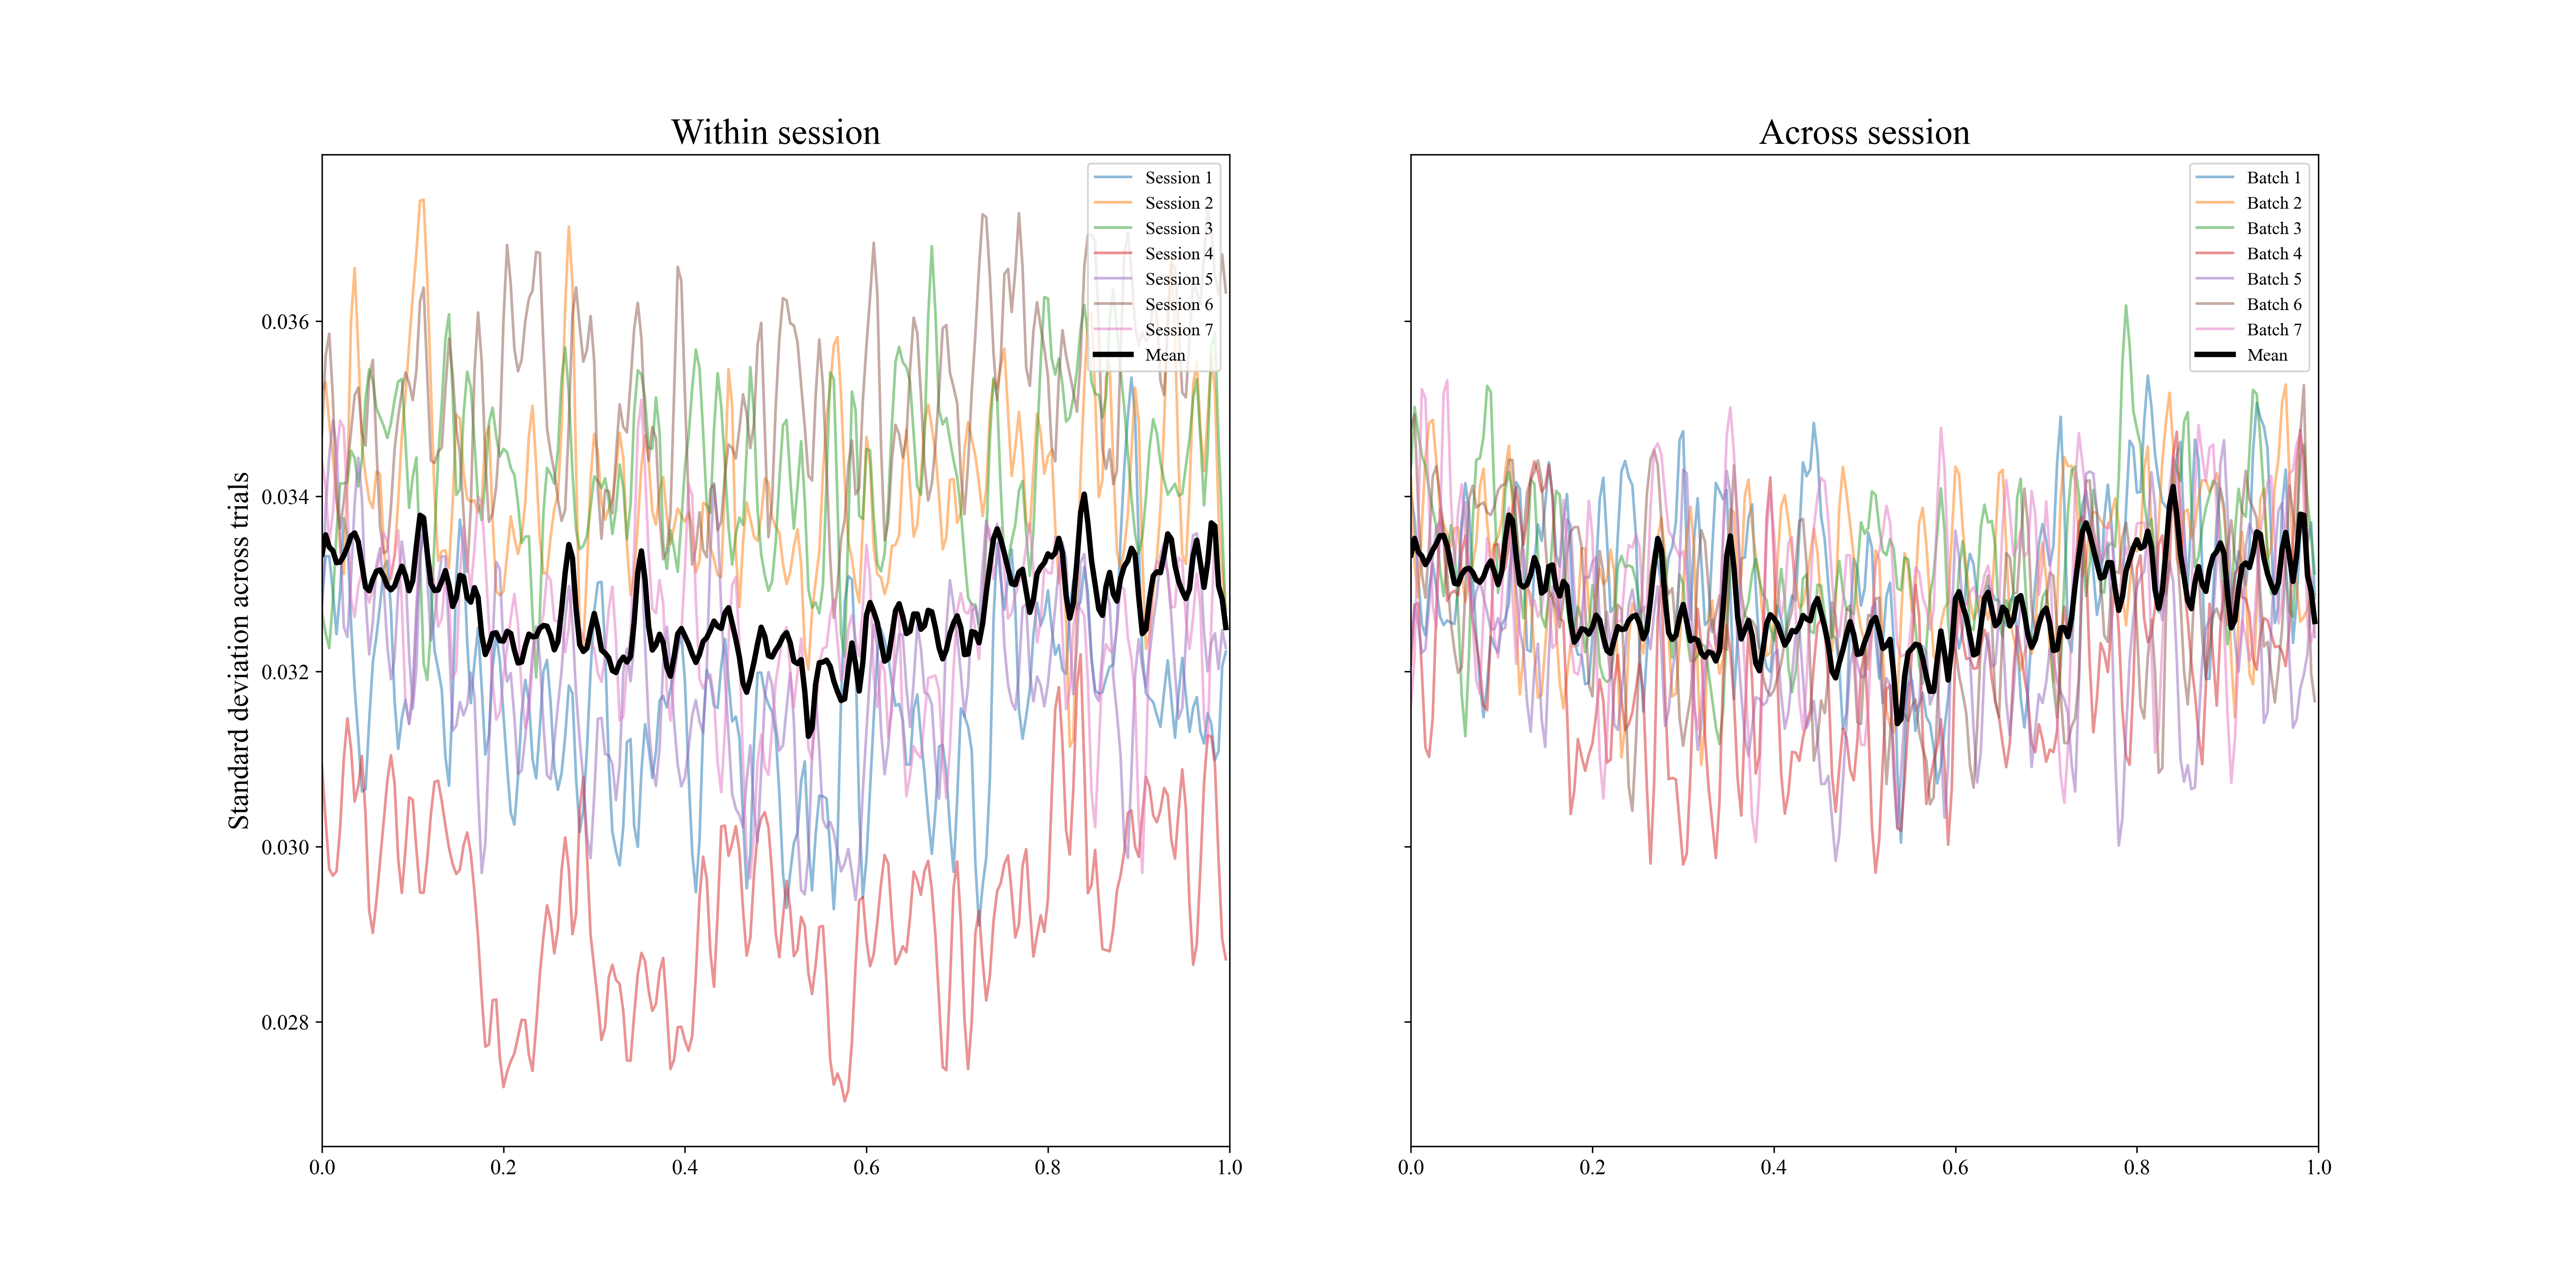 Within session
Standard deviation across trials
0.036
0.034
0.032
0.030
0.028
0.0
0.2
0.4
0.6
0.8
1.0
Session 1
Session 2
Session 3
Session 4
Session 5
Session 6
Session 7
Mean
Across session
0.0
0.2
0.4
0.6
0.8
1.0
Batch 1
Batch 2
Batch 3
Batch 4
Batch 5
Batch 6
Batch 7
Mean